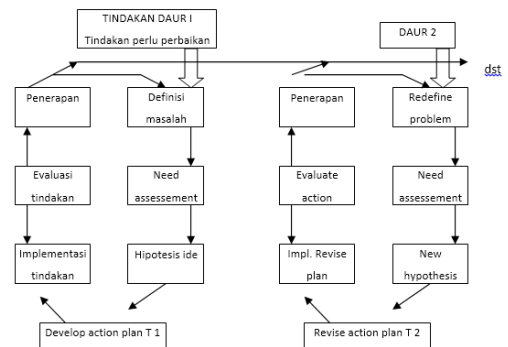 TINDAKAN DAUR I
Tindakan perlu perbaikan
DAUR 2
dst
Penerapan
Definisi
masalah
Penerapan
Redefine
problem
Evaluasi
tindakan
Need
assessement
Evaluate
action
Need
assessement
Implementasi
tindakan
Hipotesis ide
Impl. Revise
plan
New
hypothesis
Develop action plan T 1
Revise action plan T 2